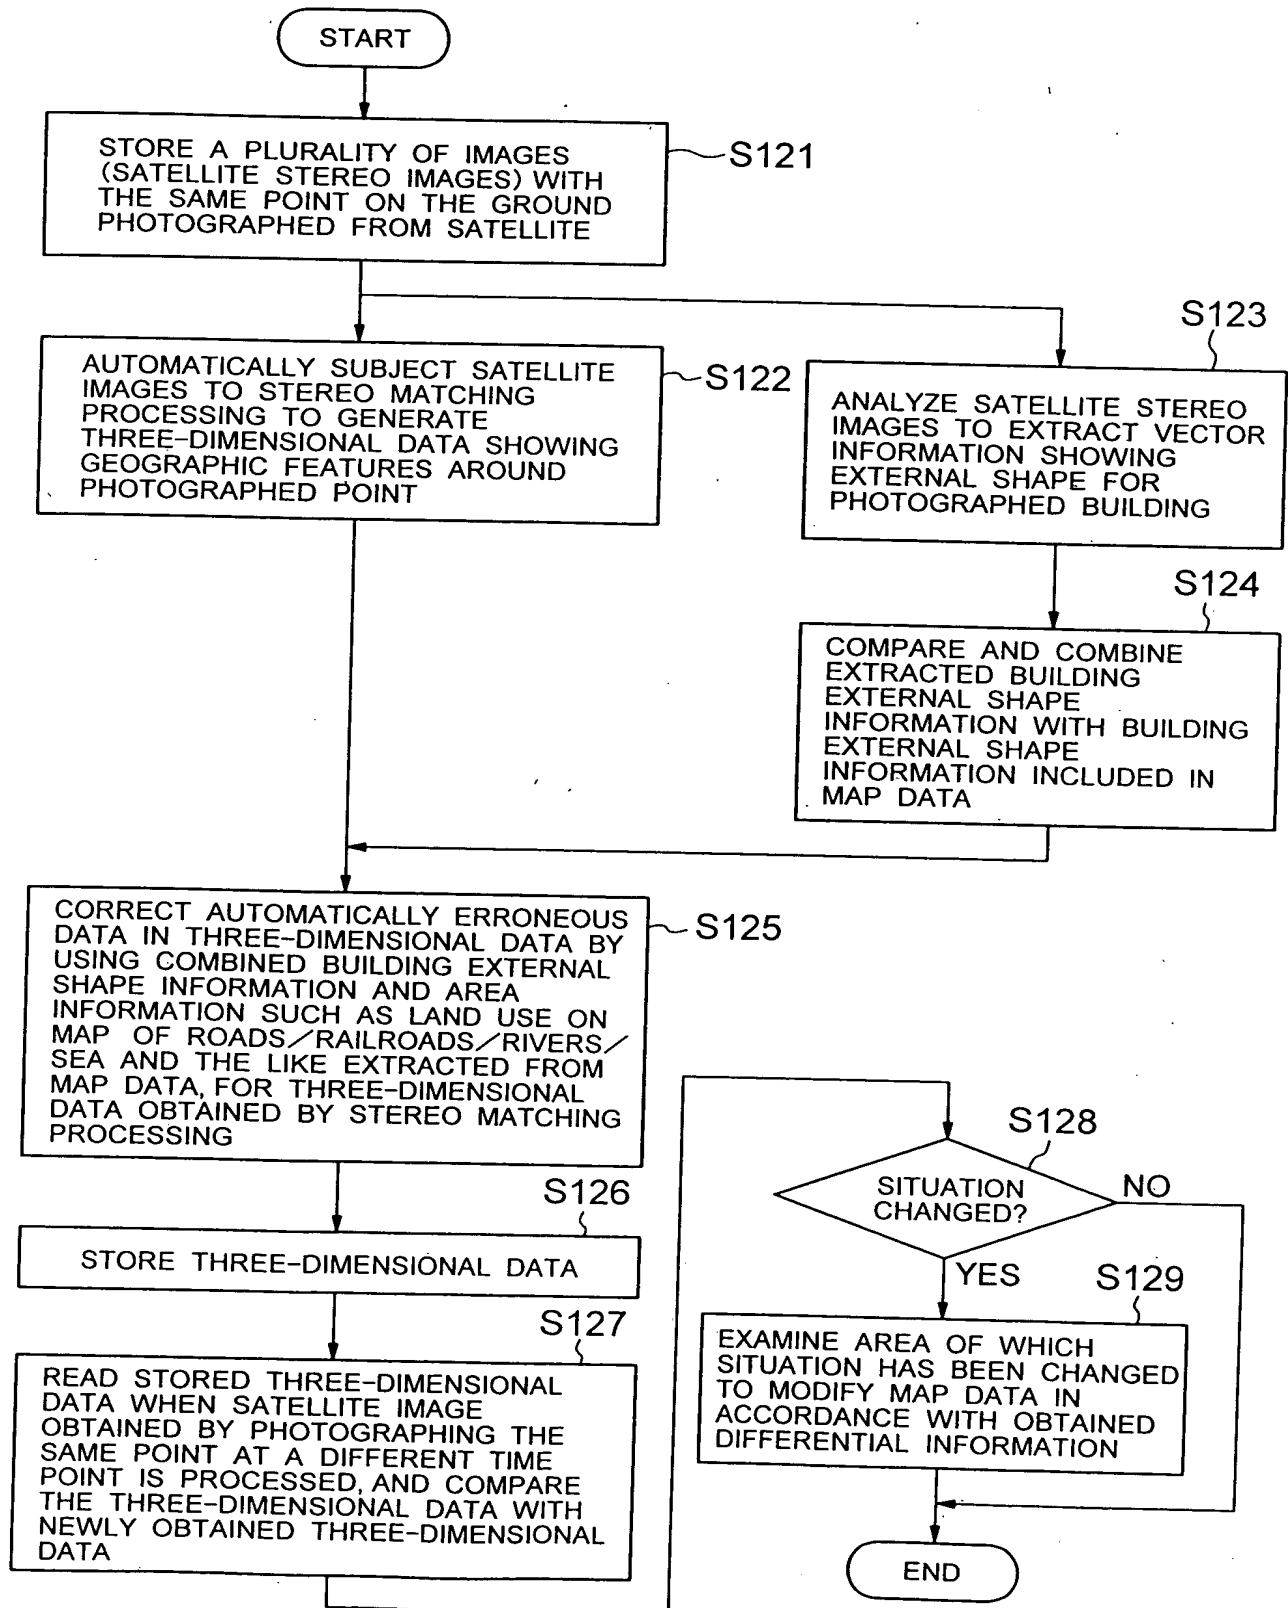 START
STORE A PLURALITY OF IMAGES
(SATELLITE STEREO IMAGES) WITH
THE SAME POINT ON THE GROUND
PHOTOGRAPHED FROM SATELLITE
S121
AUTOMATICALLY SUBJECT SATELLITE
IMAGES TO STEREO MATCHING
PROCESSING TO GENERATE
THREE-DIMENSIONAL DATA SHOWING
GEOGRAPHIC FEATURES AROUND
PHOTOGRAPHED POINT
S122
S123
ANALYZE SATELLITE STEREO
IMAGES TO EXTRACT VECTOR
INFORMATION SHOWING
EXTERNAL SHAPE FOR
PHOTOGRAPHED BUILDING
S124
COMPARE AND COMBINE
EXTRACTED BUILDING
EXTERNAL SHAPE
INFORMATION WITH BUILDING
EXTERNAL SHAPE
INFORMATION INCLUDED IN
MAP DATA
CORRECT AUTOMATICALLY ERRONEOUS
DATA IN THREE-DIMENSIONAL DATA BY
USING COMBINED BUILDING EXTERNAL
SHAPE INFORMATION AND AREA
INFORMATION SUCH AS LAND USE ON
MAP OF ROADS/RAILROADS/RIVERS/
SEA AND THE LIKE EXTRACTED FROM
MAP DATA, FOR THREE-DIMENSIONAL
DATA OBTAINED BY STEREO MATCHING
PROCESSING
S125
S126
STORE THREE-DIMENSIONAL DATA
S127
READ STORED THREE-DIMENSIONAL
DATA WHEN SATELLITE IMAGE
OBTAINED BY PHOTOGRAPHING THE
SAME POINT AT A DIFFERENT TIME
POINT IS PROCESSED, AND COMPARE
THE THREE-DIMENSIONAL DATA WITH
NEWLY OBTAINED THREE-DIMENSIONAL
DATA
S128
SITUATION
CHANGED?
NO
YES
S129
EXAMINE AREA OF WHICH
SITUATION HAS BEEN CHANGED
TO MODIFY MAP DATA IN
ACCORDANCE WITH OBTAINED
DIFFERENTIAL INFORMATION
END